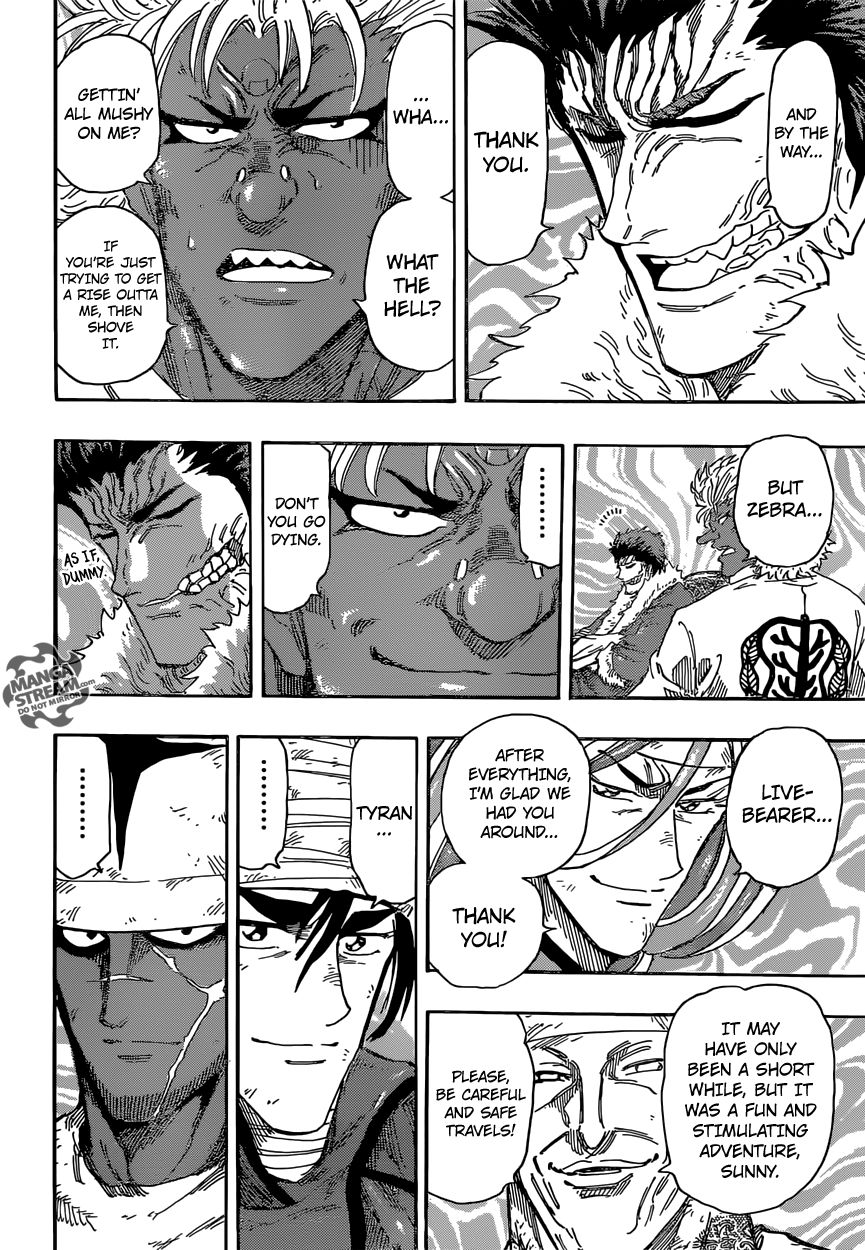 AND
BY THE
WAY...
THANK
YOU.
...
WHA...
WHAT
THE
HELL?
GETTIN'
ALL MUSHY
ON ME?
IF
YOU'RE JUST
TRYING TO GET
A RISE OUTTA
ME, THEN
SHOVE
IT.
BUT
ZEBRA...
........
DON'T
YOU GO
DYING.
AS IF,
DUMMY.
MANGA
STREAM.com
DO NOT MIRROR
LIVE-
BEARER...
AFTER
EVERYTHING,
I'M GLAD WE
HAD YOU
AROUND...
THANK
YOU!
IT MAY
HAVE ONLY
BEEN A SHORT
WHILE, BUT IT
WAS A FUN AND
STIMULATING
ADVENTURE,
SUNNY.
PLEASE,
BE CAREFUL
AND SAFE
TRAVELS!
TYRAN
...
........
........